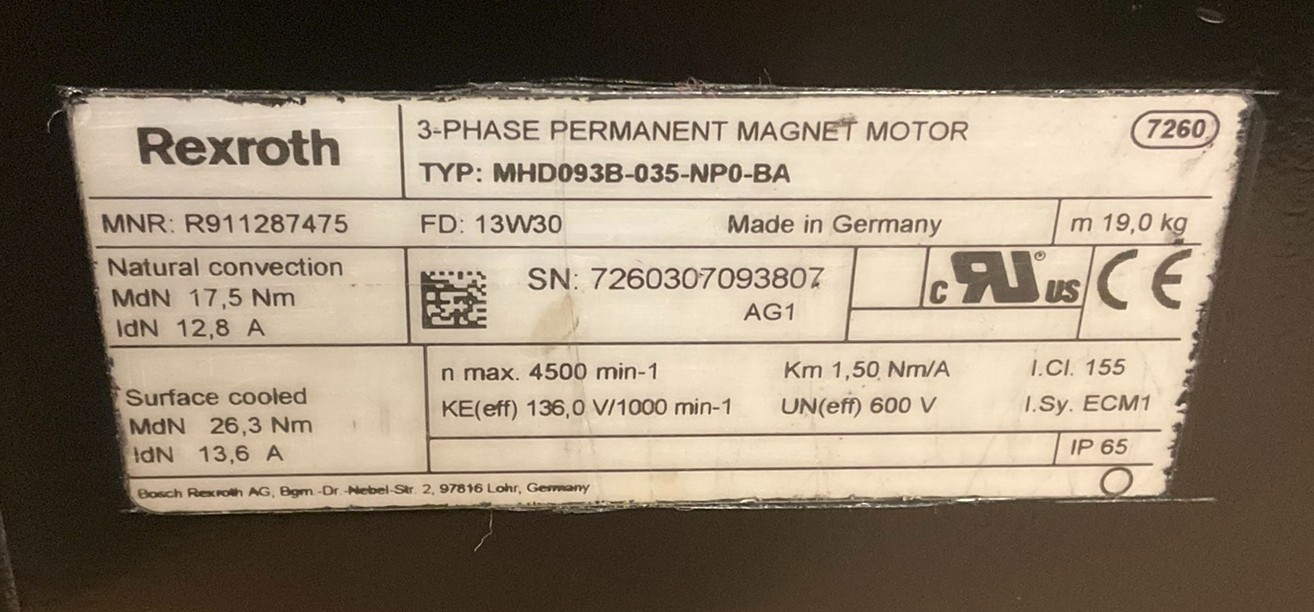 Rexroth
3-PHASE PERMANENT MAGNET MOTOR
7260
TYP: MHD093B-035-NP0-BA
MNR: R911287475
FD: 13W30
Made in Germany
m 19,0 kg
Natural convection
MdN 17,5 Nm
IdN 12,8 A
SN: 7260307093807
AG1
c RU® US
CE
Surface cooled
MdN 26,3 Nm
IdN 13,6 A
n max. 4500 min-1
Km 1,50 Nm/A
I.Cl. 155
KE(eff) 136,0 V/1000 min-1
UN(eff) 600 V
I.Sy. ECM1
IP 65
Bosch Rexroth AG, Bgm.-Dr.-Nebel-Str. 2, 97816 Lohr, Germany